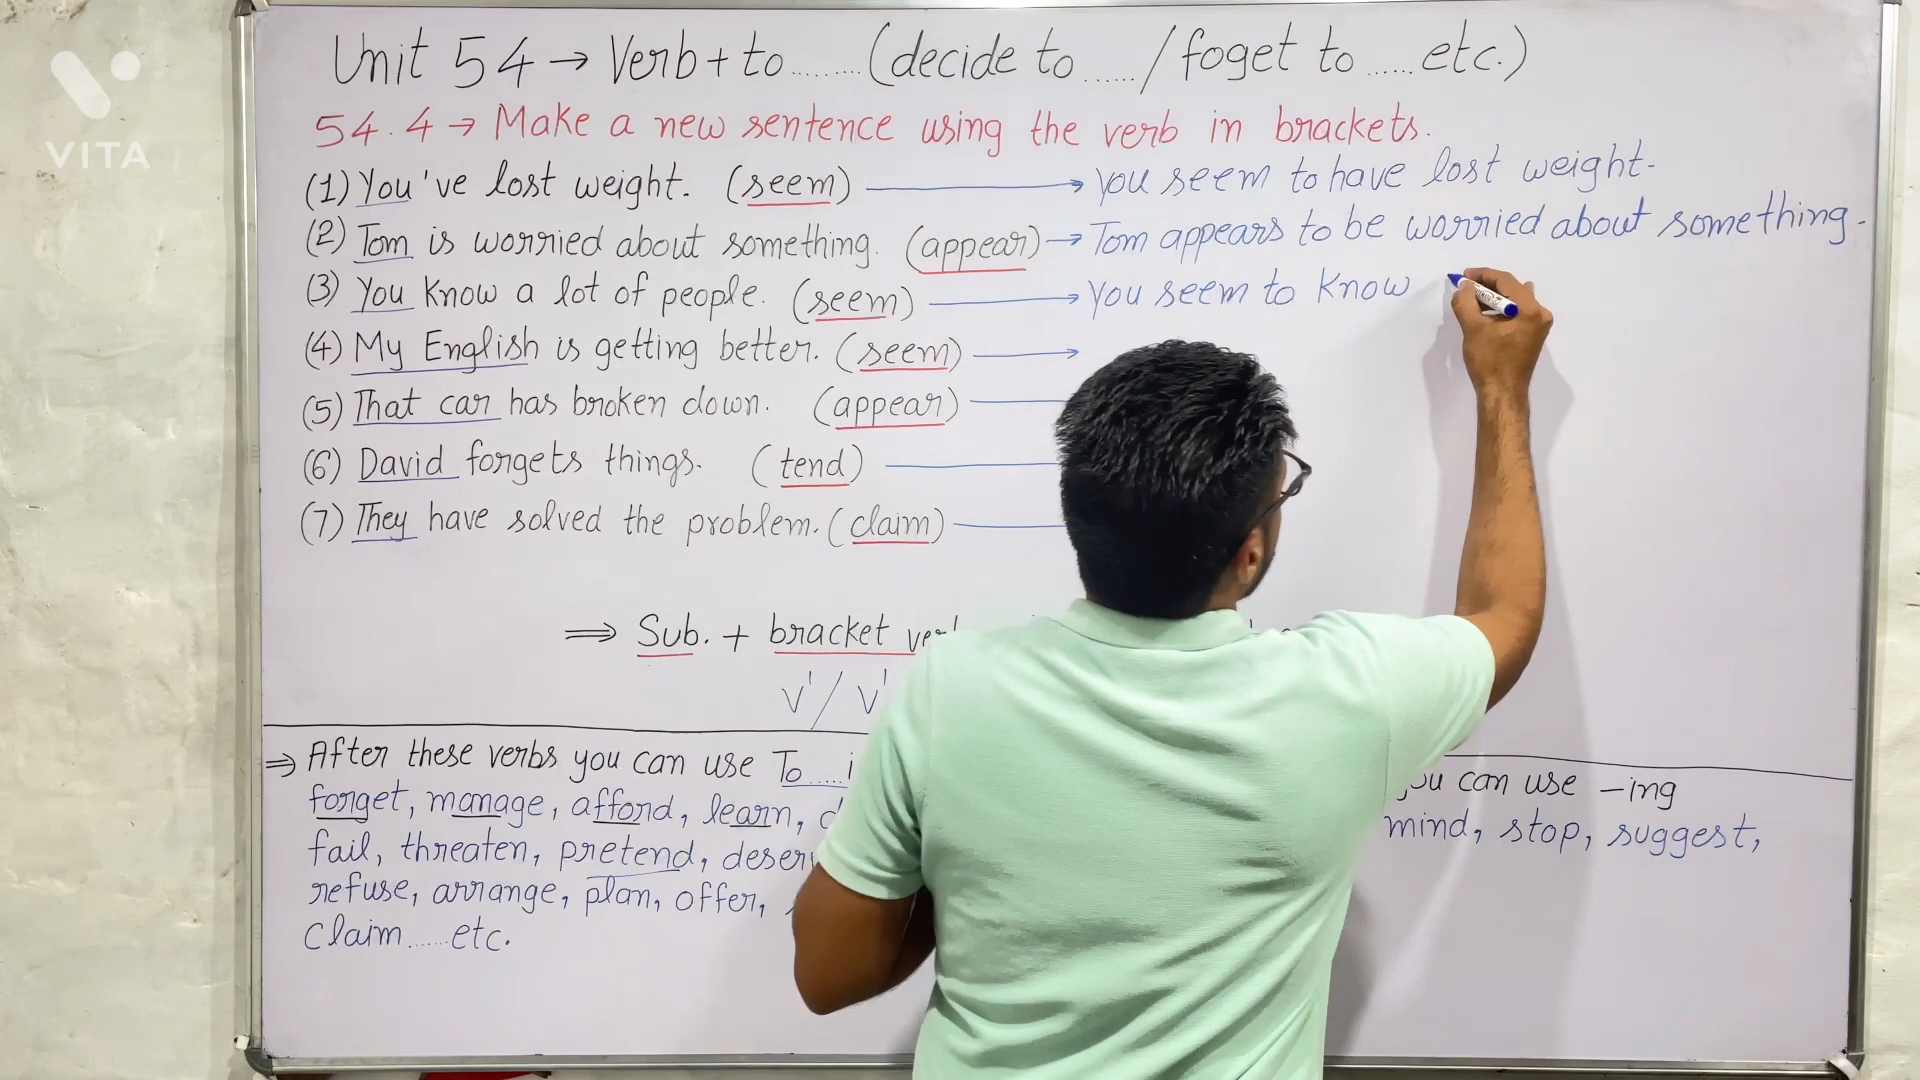 VITA
Unit 54 → Verb + to ........ (decide to ...... / foget to ...... etc.)
54.4 → Make a new sentence using the verb in brackets.
(1) You've lost weight. (seem) → You seem to have lost weight.
(2) Tom is worried about something. (appear) → Tom appears to be worried about something.
(3) You know a lot of people. (seem) → You seem to know
(4) My English is getting better. (seem) →
(5) That car has broken down. (appear)
(6) David forgets things. (tend)
(7) They have solved the problem. (claim)
⇒ Sub. + bracket
V¹ / V¹
⇒ After these verbs you can use To .....
you can use -ing
forget, manage, afford, learn,
mind, stop, suggest,
fail, threaten, pretend,
refuse, arrange, plan, offer,
claim ...... etc.